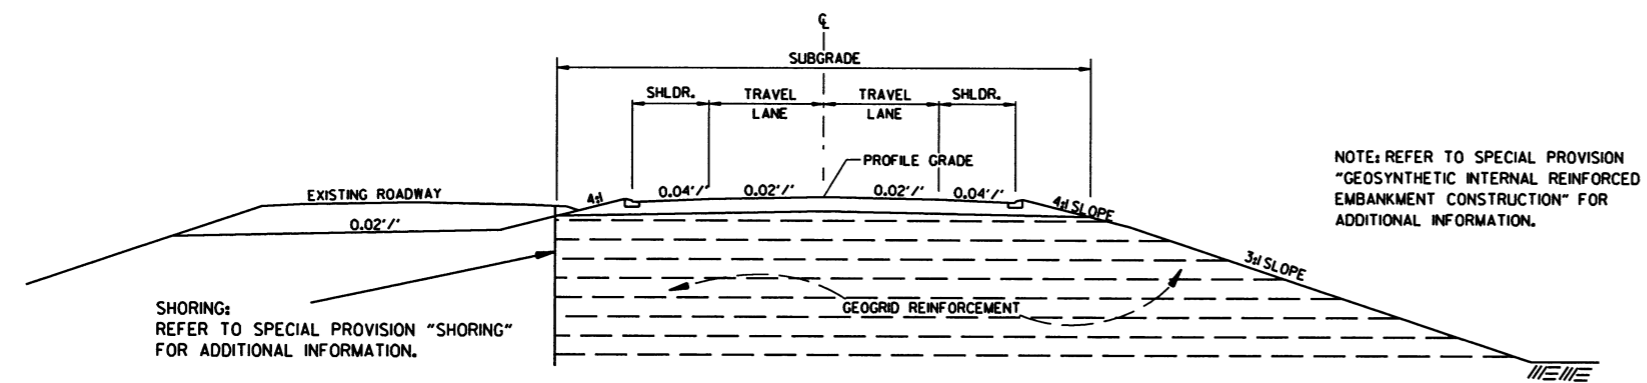 ℄
SUBGRADE
SHLDR.
TRAVEL
LANE
TRAVEL
LANE
SHLDR.
PROFILE GRADE
NOTE: REFER TO SPECIAL PROVISION
"GEOSYNTHETIC INTERNAL REINFORCED
EMBANKMENT CONSTRUCTION" FOR
ADDITIONAL INFORMATION.
EXISTING ROADWAY
0.02'/'
4:1
0.04'/'
0.02'/'
0.02'/'
0.04'/'
4:1 SLOPE
3:1 SLOPE
SHORING:
REFER TO SPECIAL PROVISION "SHORING"
FOR ADDITIONAL INFORMATION.
GEOGRID REINFORCEMENT